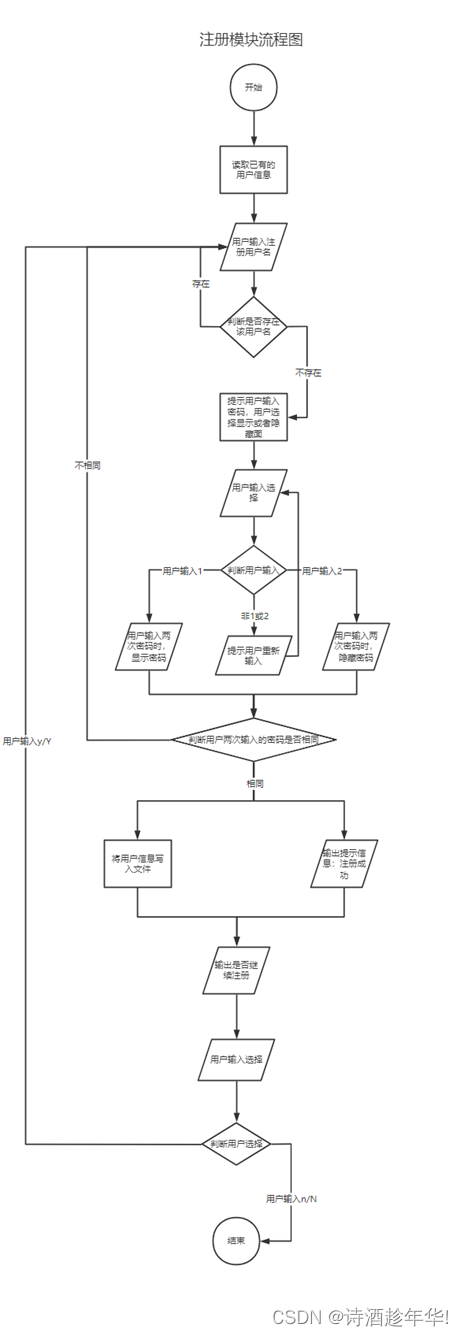 注册模块流程图
开始
读取已有的
用户信息
用户输入注
册用户名
存在
判断是否存在
该用户名
不存在
提示用户输入
密码，用户选
择显示或者隐
藏面
不相同
用户输入选
择
用户输入1
判断用户输入
用户输入2
非1或2
用户输入两
次密码时，
显示密码
提示用户重新
输入
用户输入两
次密码时，
隐藏密码
用户输入y/Y
判断用户两次输入的密码是否相同
相同
将用户信息写
入文件
输出提示信
息：注册成
功
输出是否继
续注册
用户输入选择
判断用户选择
用户输入n/N
结束
CSDN @诗酒趁年华!